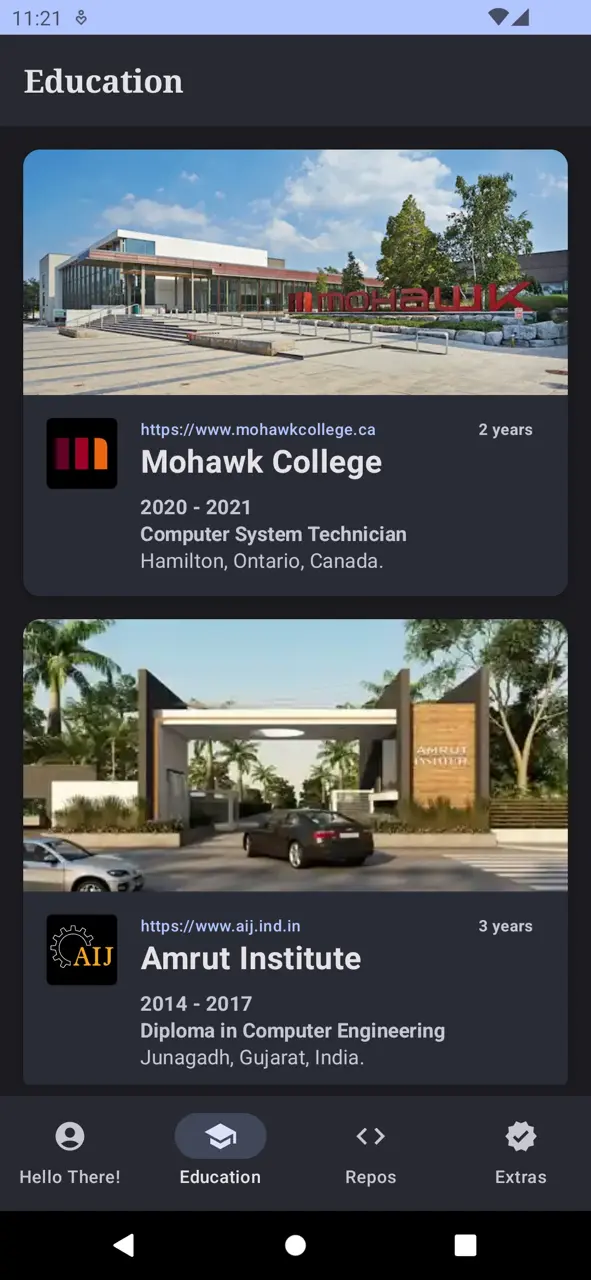 11:21
Education
mohawk
https://www.mohawkcollege.ca
2 years
Mohawk College
2020 - 2021
Computer System Technician
Hamilton, Ontario, Canada.
AMRUT
https://www.aij.ind.in
3 years
AIJ
Amrut Institute
2014 - 2017
Diploma in Computer Engineering
Junagadh, Gujarat, India.
Hello There!
Education
Repos
Extras